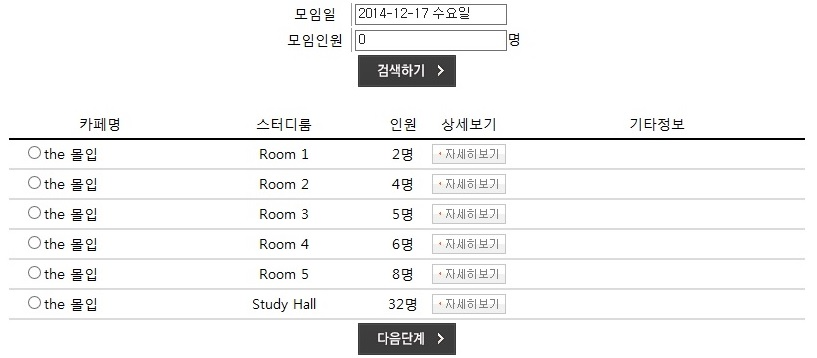 모임일 2014-12-17 수요일
모임인원 0 명
검색하기
카페명 스터디룸 인원 상세보기 기타정보
the 몰입 Room 1 2명 자세히보기
the 몰입 Room 2 4명 자세히보기
the 몰입 Room 3 5명 자세히보기
the 몰입 Room 4 6명 자세히보기
the 몰입 Room 5 8명 자세히보기
the 몰입 Study Hall 32명 자세히보기
다음단계